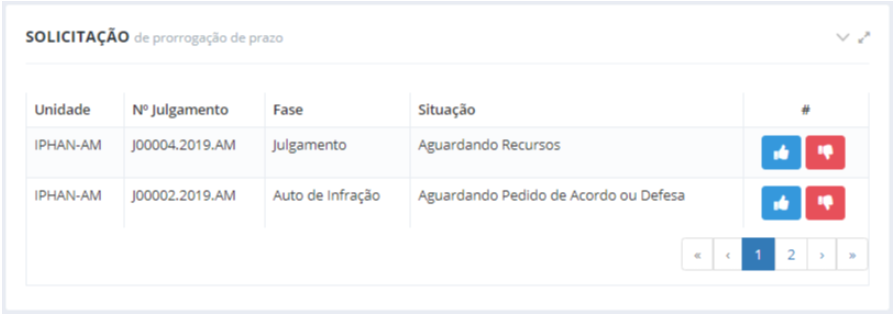 SOLICITAÇÃO de prorrogação de prazo
Unidade Nº Julgamento Fase Situação #
IPHAN-AM J00004.2019.AM Julgamento Aguardando Recursos
IPHAN-AM J00002.2019.AM Auto de Infração Aguardando Pedido de Acordo ou Defesa
« ‹ 1 2 › »